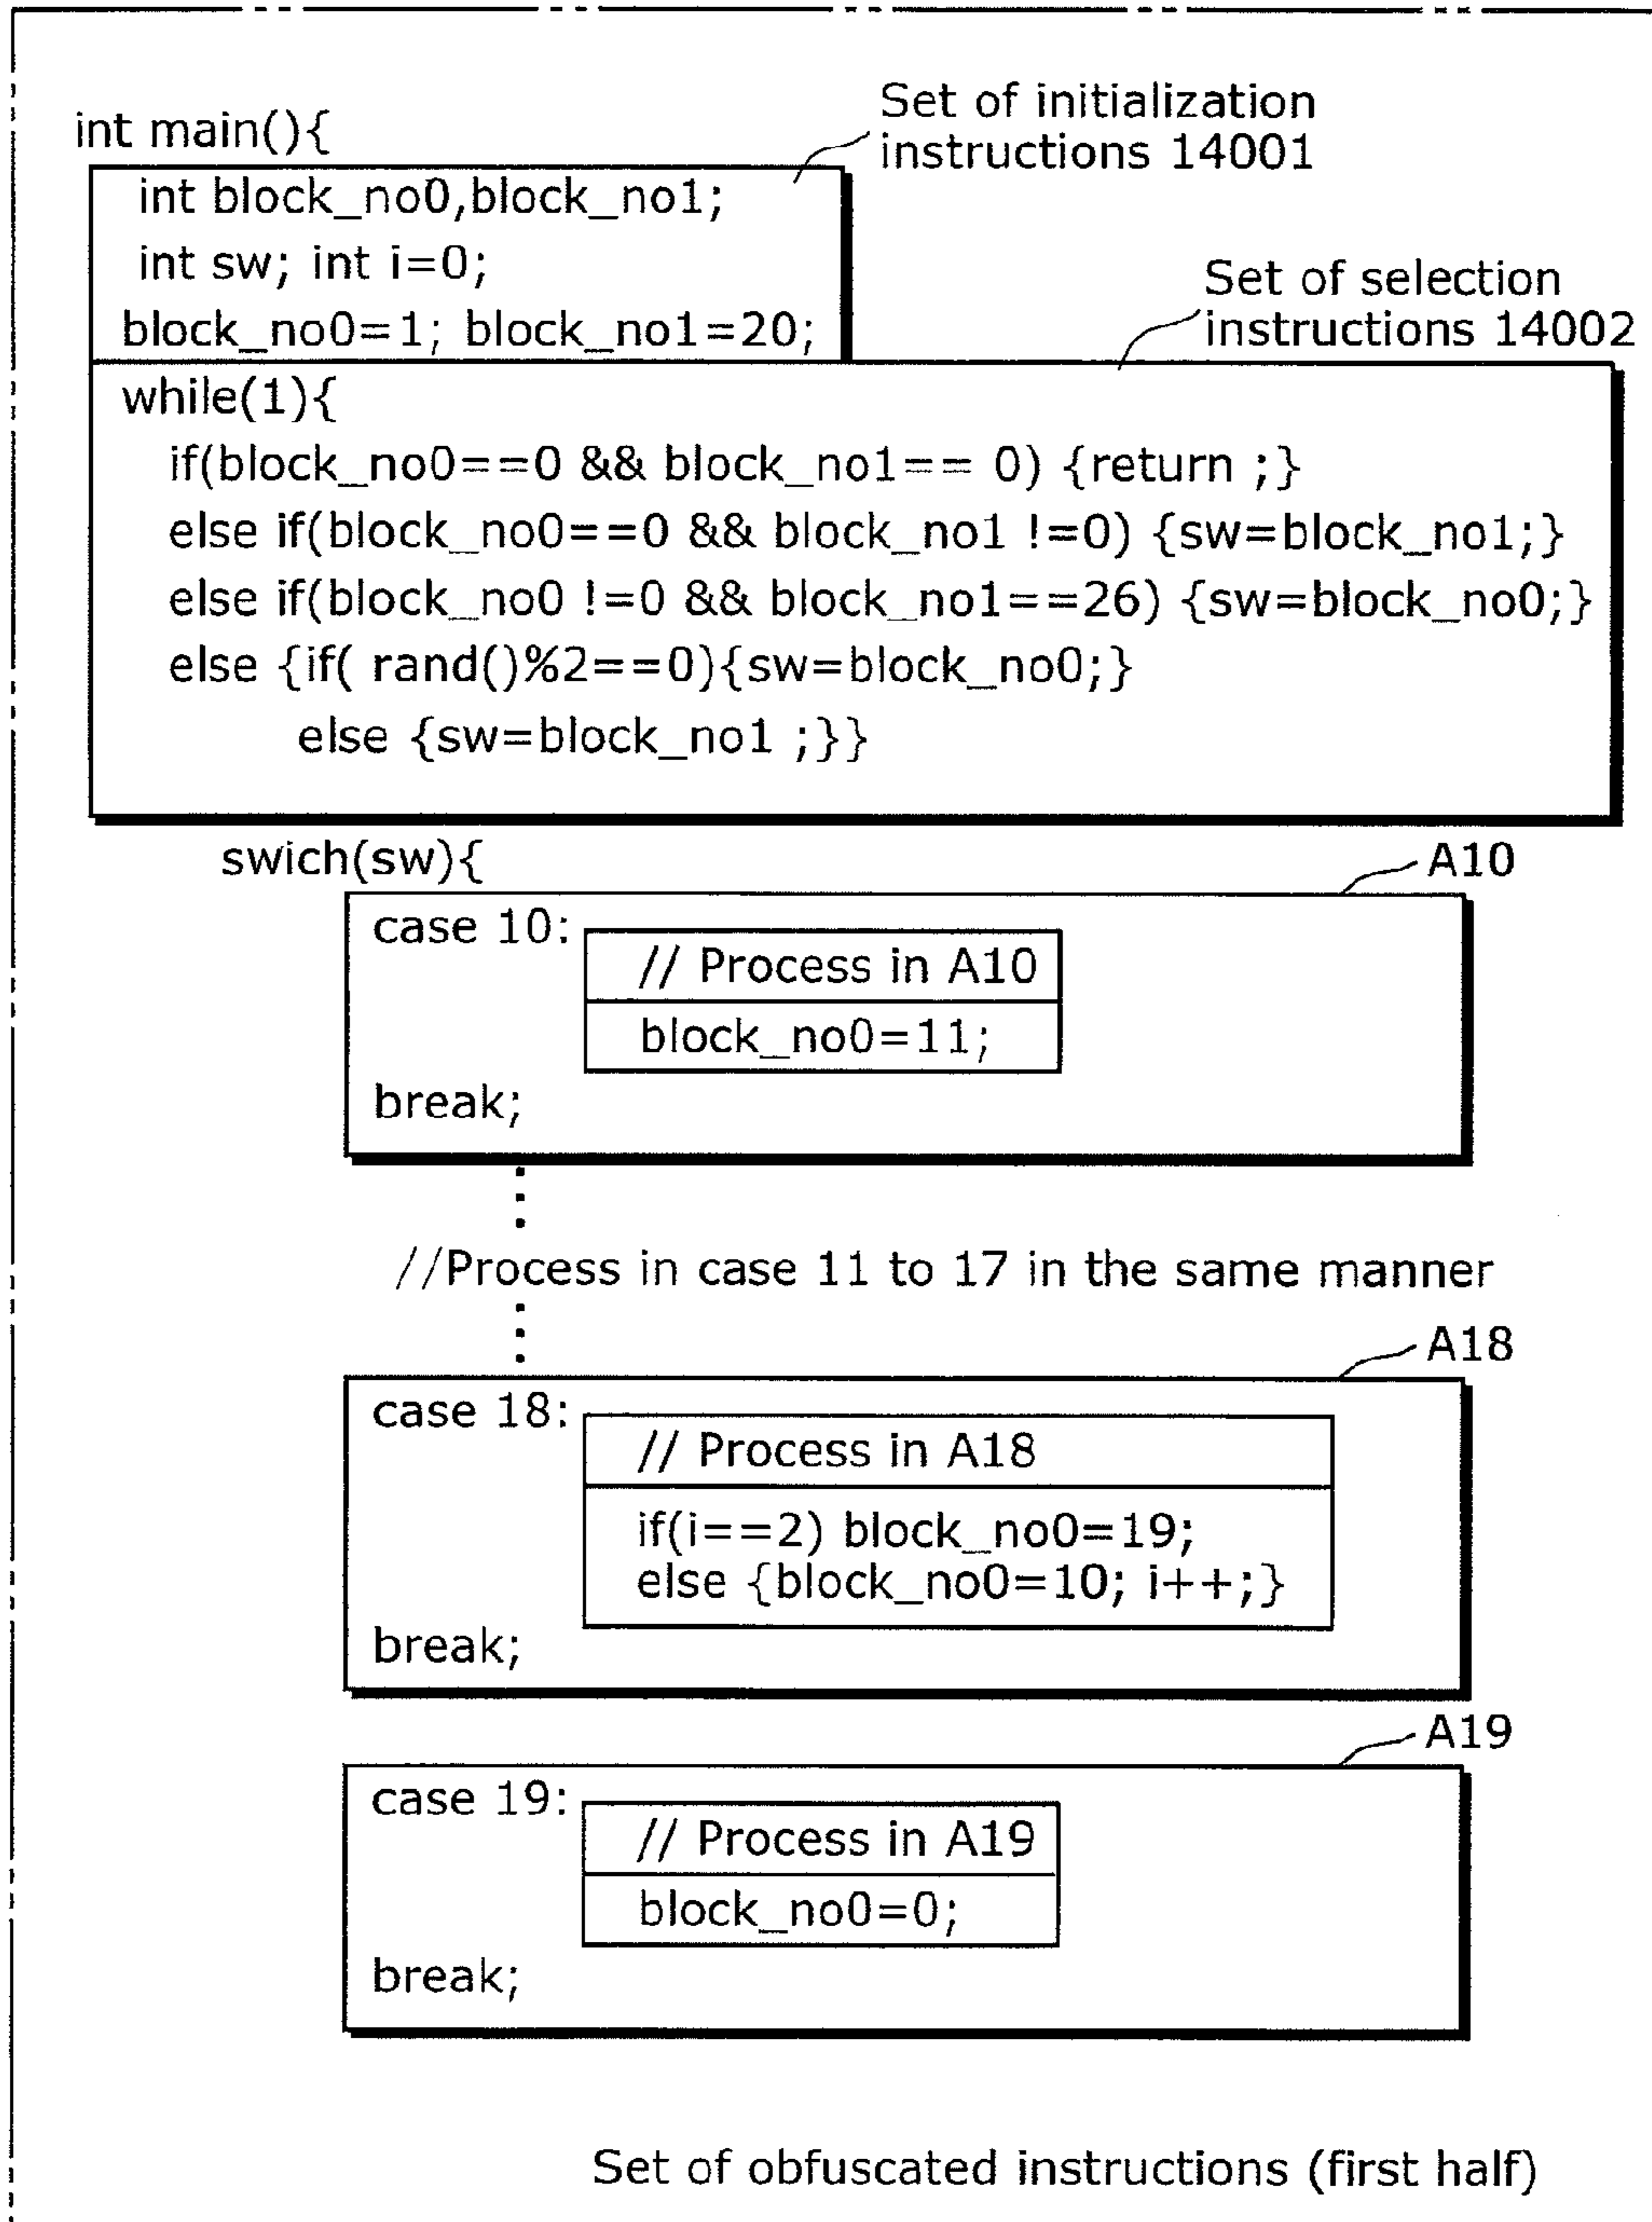 Set of initialization
instructions 14001
int main(){
int block_no0,block_no1;
int sw; int i=0;
block_no0=1; block_no1=20;
Set of selection
instructions 14002
while(1){
if(block_no0==0 && block_no1== 0) {return ;}
else if(block_no0==0 && block_no1 !=0) {sw=block_no1;}
else if(block_no0 !=0 && block_no1==26) {sw=block_no0;}
else {if( rand()%2==0){sw=block_no0;}
else {sw=block_no1 ;}}
swich(sw){
A10
case 10:
// Process in A10
block_no0=11;
break;
//Process in case 11 to 17 in the same manner
A18
case 18:
// Process in A18
if(i==2) block_no0=19;
else {block_no0=10; i++;}
break;
A19
case 19:
// Process in A19
block_no0=0;
break;
Set of obfuscated instructions (first half)